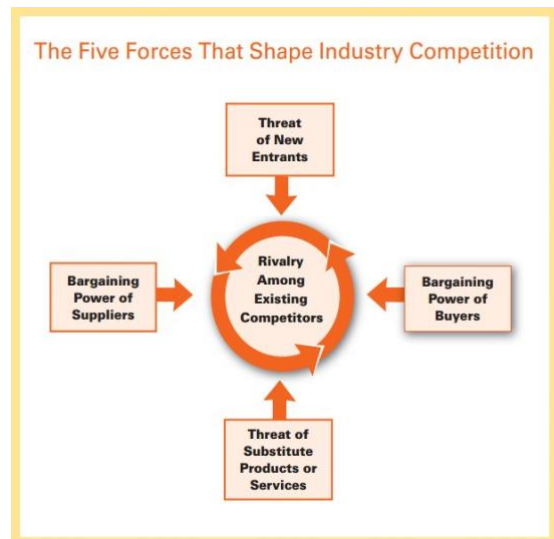 The Five Forces That Shape Industry Competition
Threat
of New
Entrants
Bargaining
Power of
Suppliers
Rivalry
Among
Existing
Competitors
Bargaining
Power of
Buyers
Threat of
Substitute
Products or
Services